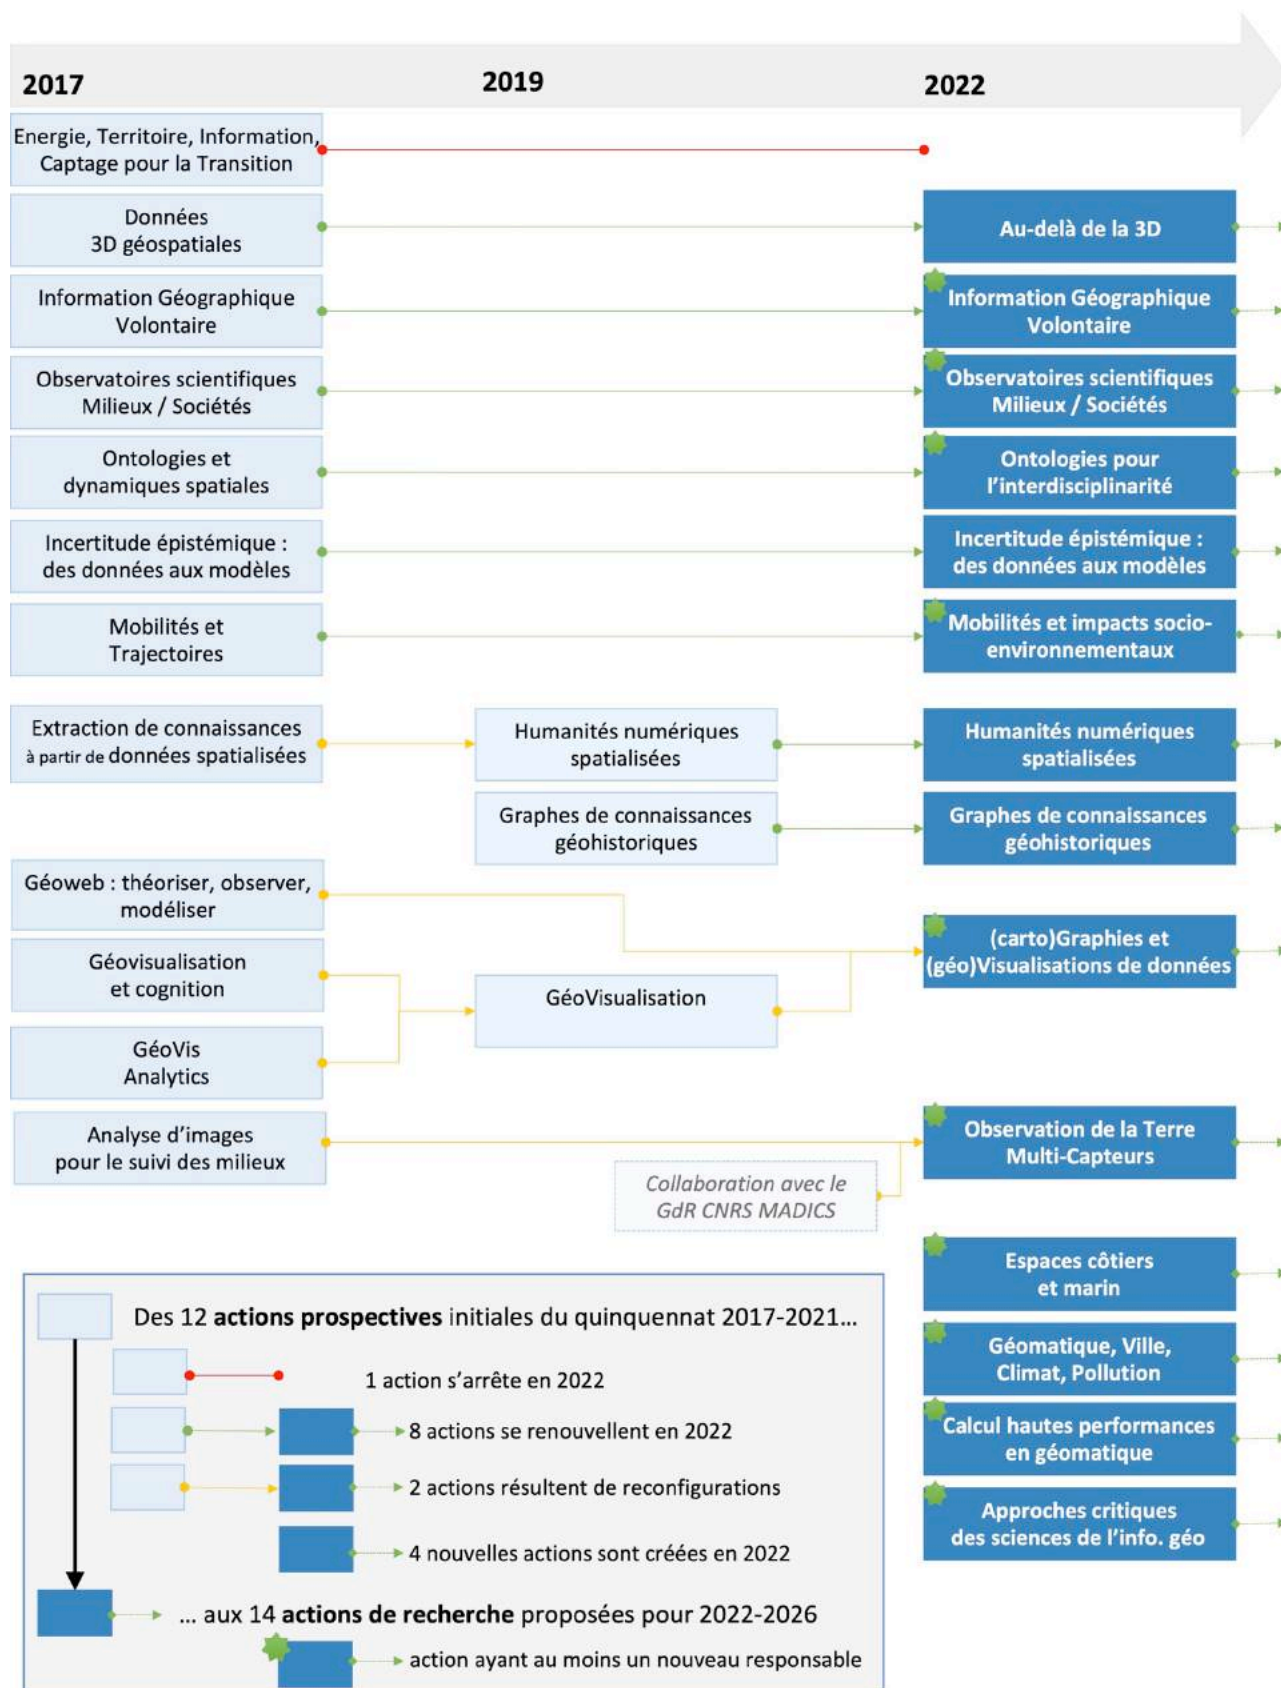 2017
2019
2022
Energie, Territoire, Information,
Captage pour la Transition
Données
3D géospatiales
Au-delà de la 3D
Information Géographique
Volontaire
Information Géographique
Volontaire
Observatoires scientifiques
Milieux / Sociétés
Observatoires scientifiques
Milieux / Sociétés
Ontologies et
dynamiques spatiales
Ontologies pour
l'interdisciplinarité
Incertitude épistémique :
des données aux modèles
Incertitude épistémique :
des données aux modèles
Mobilités et
Trajectoires
Mobilités et impacts socio-
environnementaux
Extraction de connaissances
à partir de données spatialisées
Humanités numériques
spatialisées
Humanités numériques
spatialisées
Graphes de connaissances
géohistoriques
Graphes de connaissances
géohistoriques
Géoweb : théoriser, observer,
modéliser
(carto)Graphies et
(géo)Visualisations de données
Géovisualisation
et cognition
GéoVisualisation
GéoVis
Analytics
Analyse d'images
pour le suivi des milieux
Observation de la Terre
Multi-Capteurs
Collaboration avec le
GdR CNRS MADICS
Espaces côtiers
et marin
Géomatique, Ville,
Climat, Pollution
Calcul hautes performances
en géomatique
Approches critiques
des sciences de l'info. géo
Des 12 actions prospectives initiales du quinquennat 2017-2021...
1 action s'arrête en 2022
8 actions se renouvellent en 2022
2 actions résultent de reconfigurations
4 nouvelles actions sont créées en 2022
... aux 14 actions de recherche proposées pour 2022-2026
action ayant au moins un nouveau responsable